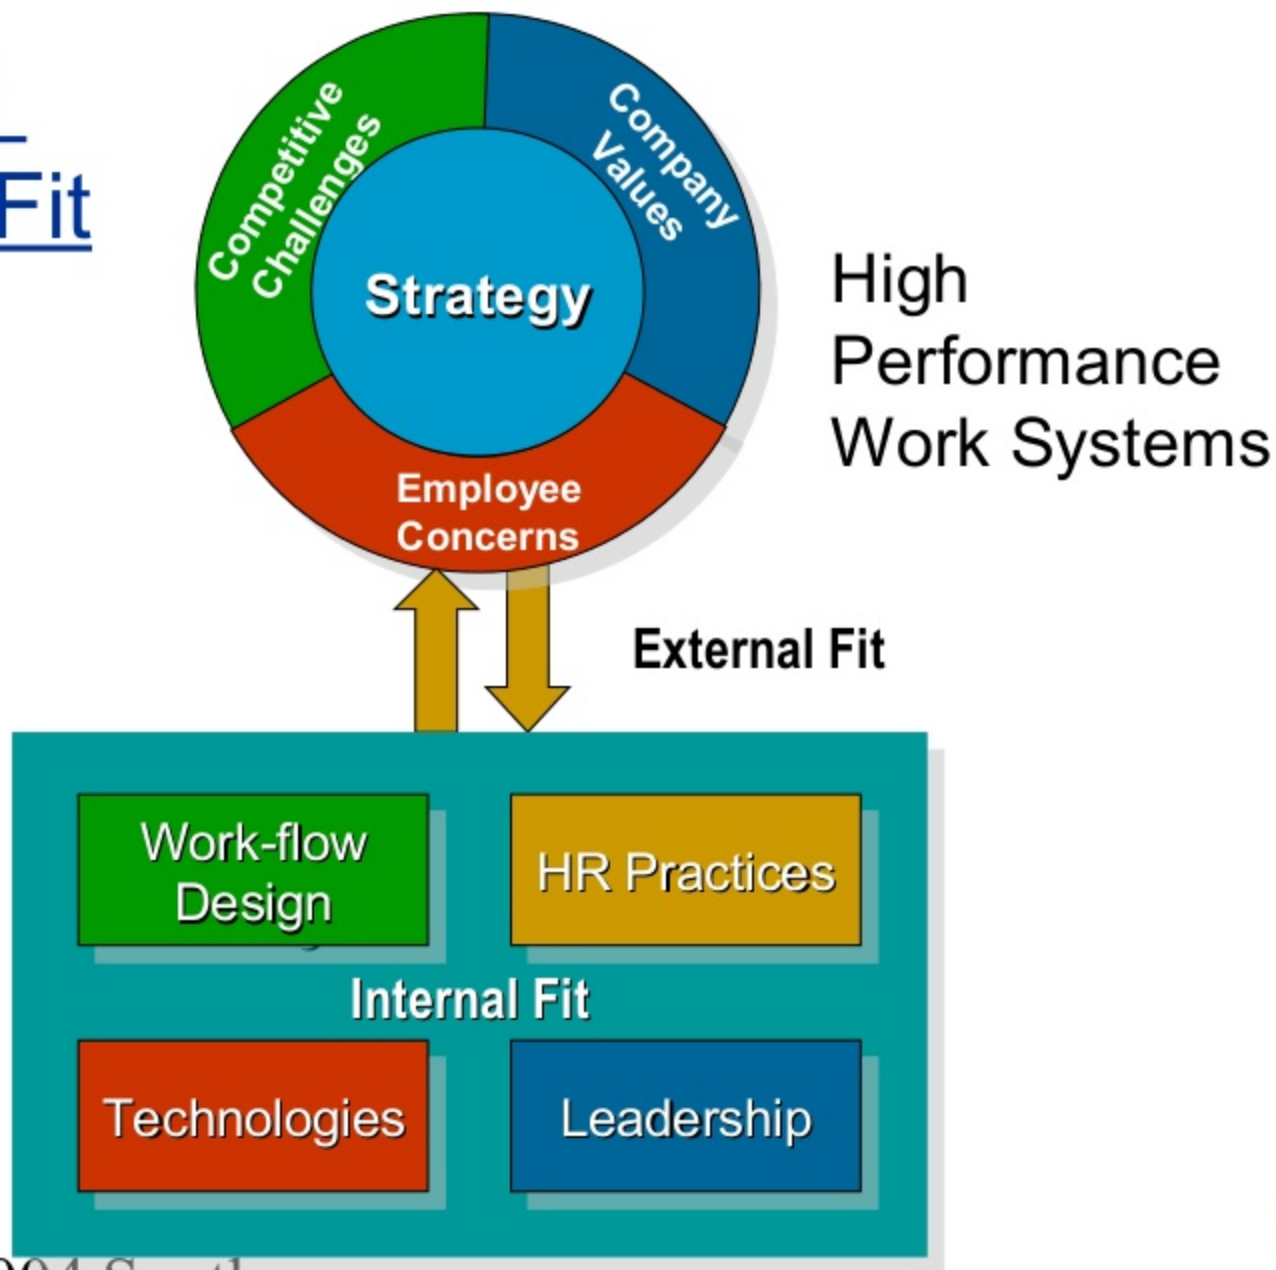 Fit
Competitive
Challenges
Company
Values
Strategy
Employee
Concerns
High
Performance
Work Systems
External Fit
Work-flow
Design
HR Practices
Internal Fit
Technologies
Leadership